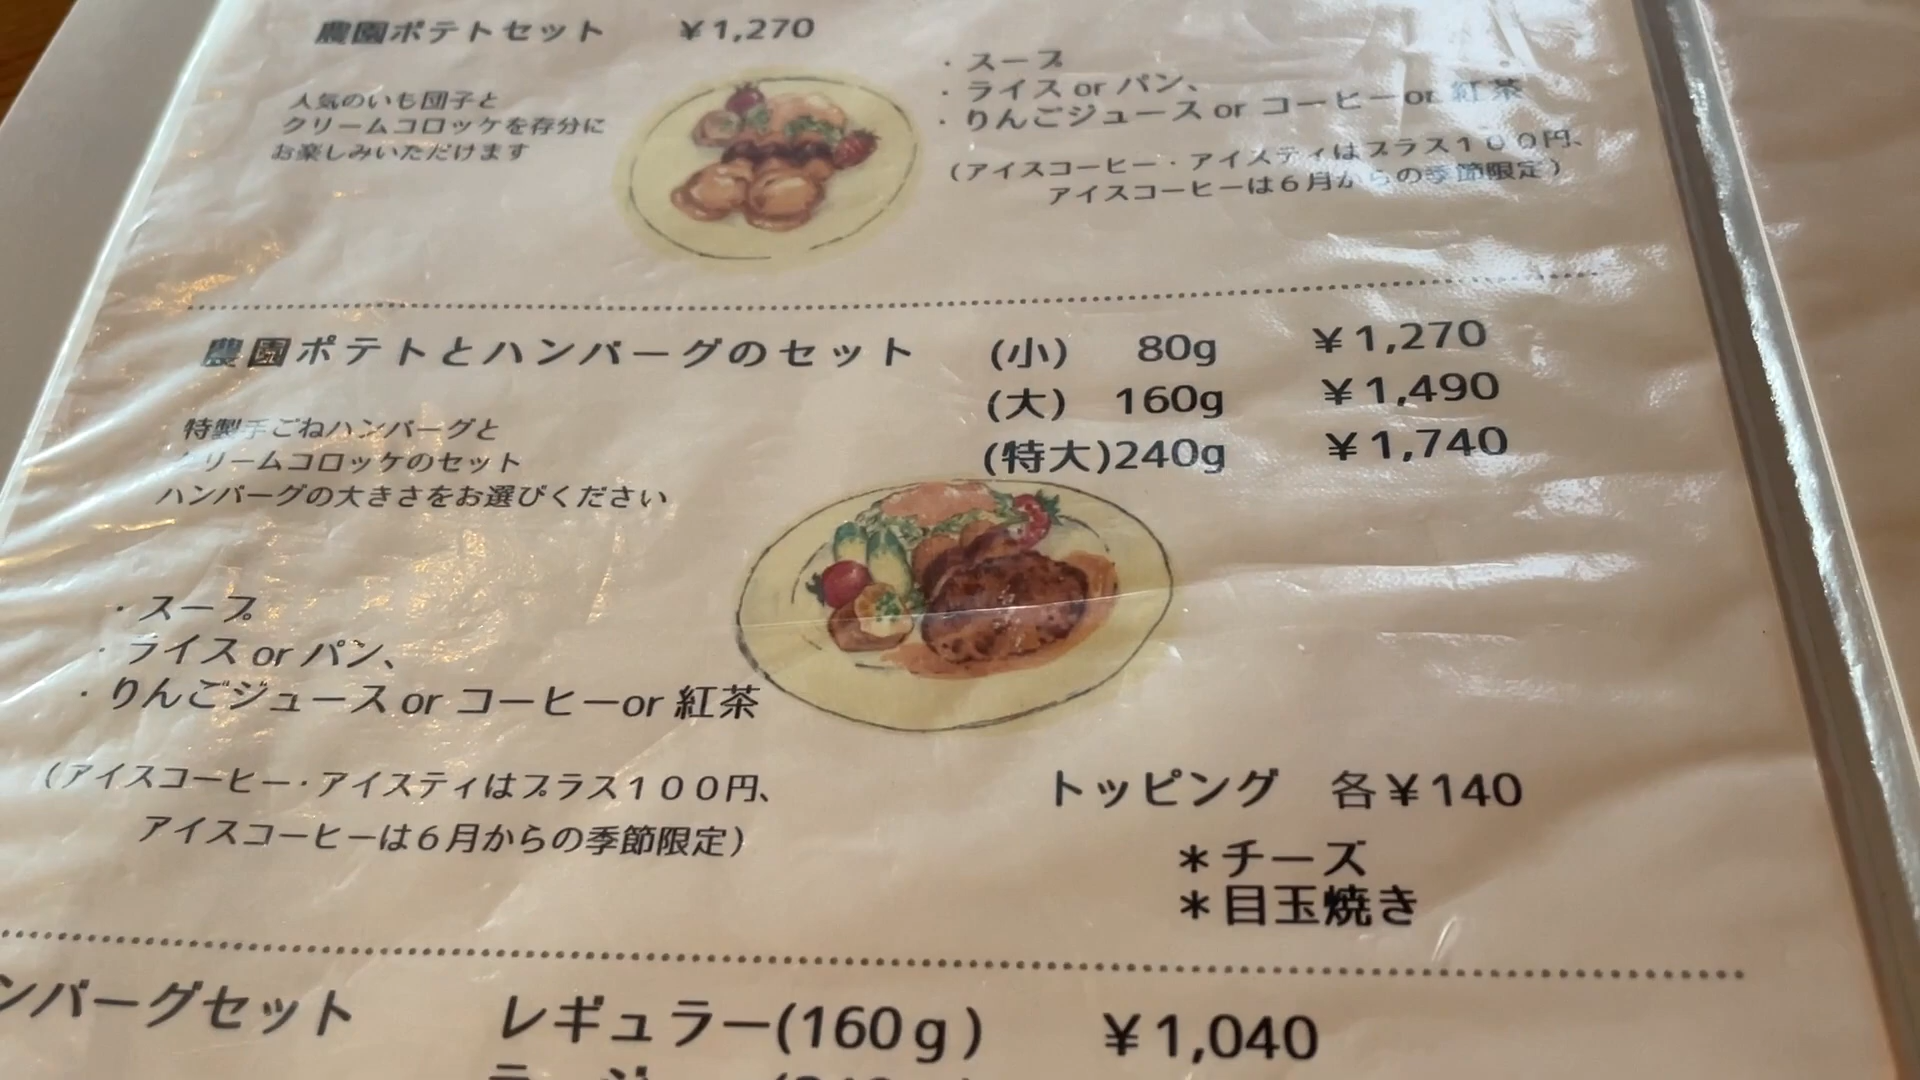 農園ポテトセット ￥1,270
人気のいも団子と
クリームコロッケを存分に
お楽しみいただけます
・スープ
・ライス or パン、
・りんごジュース or コーヒーor 紅茶
（アイスコーヒー・アイスティはプラス１００円、
アイスコーヒーは６月からの季節限定）
農園ポテトとハンバーグのセット (小) 80g ￥1,270
(大) 160g ￥1,490
(特大)240g ￥1,740
特製手ごねハンバーグと
クリームコロッケのセット
ハンバーグの大きさをお選びください
・スープ
・ライス or パン、
・りんごジュース or コーヒーor 紅茶
（アイスコーヒー・アイスティはプラス１００円、
アイスコーヒーは６月からの季節限定）
トッピング 各￥140
＊チーズ
＊目玉焼き
ンバーグセット レギュラー(160ｇ) ￥1,040